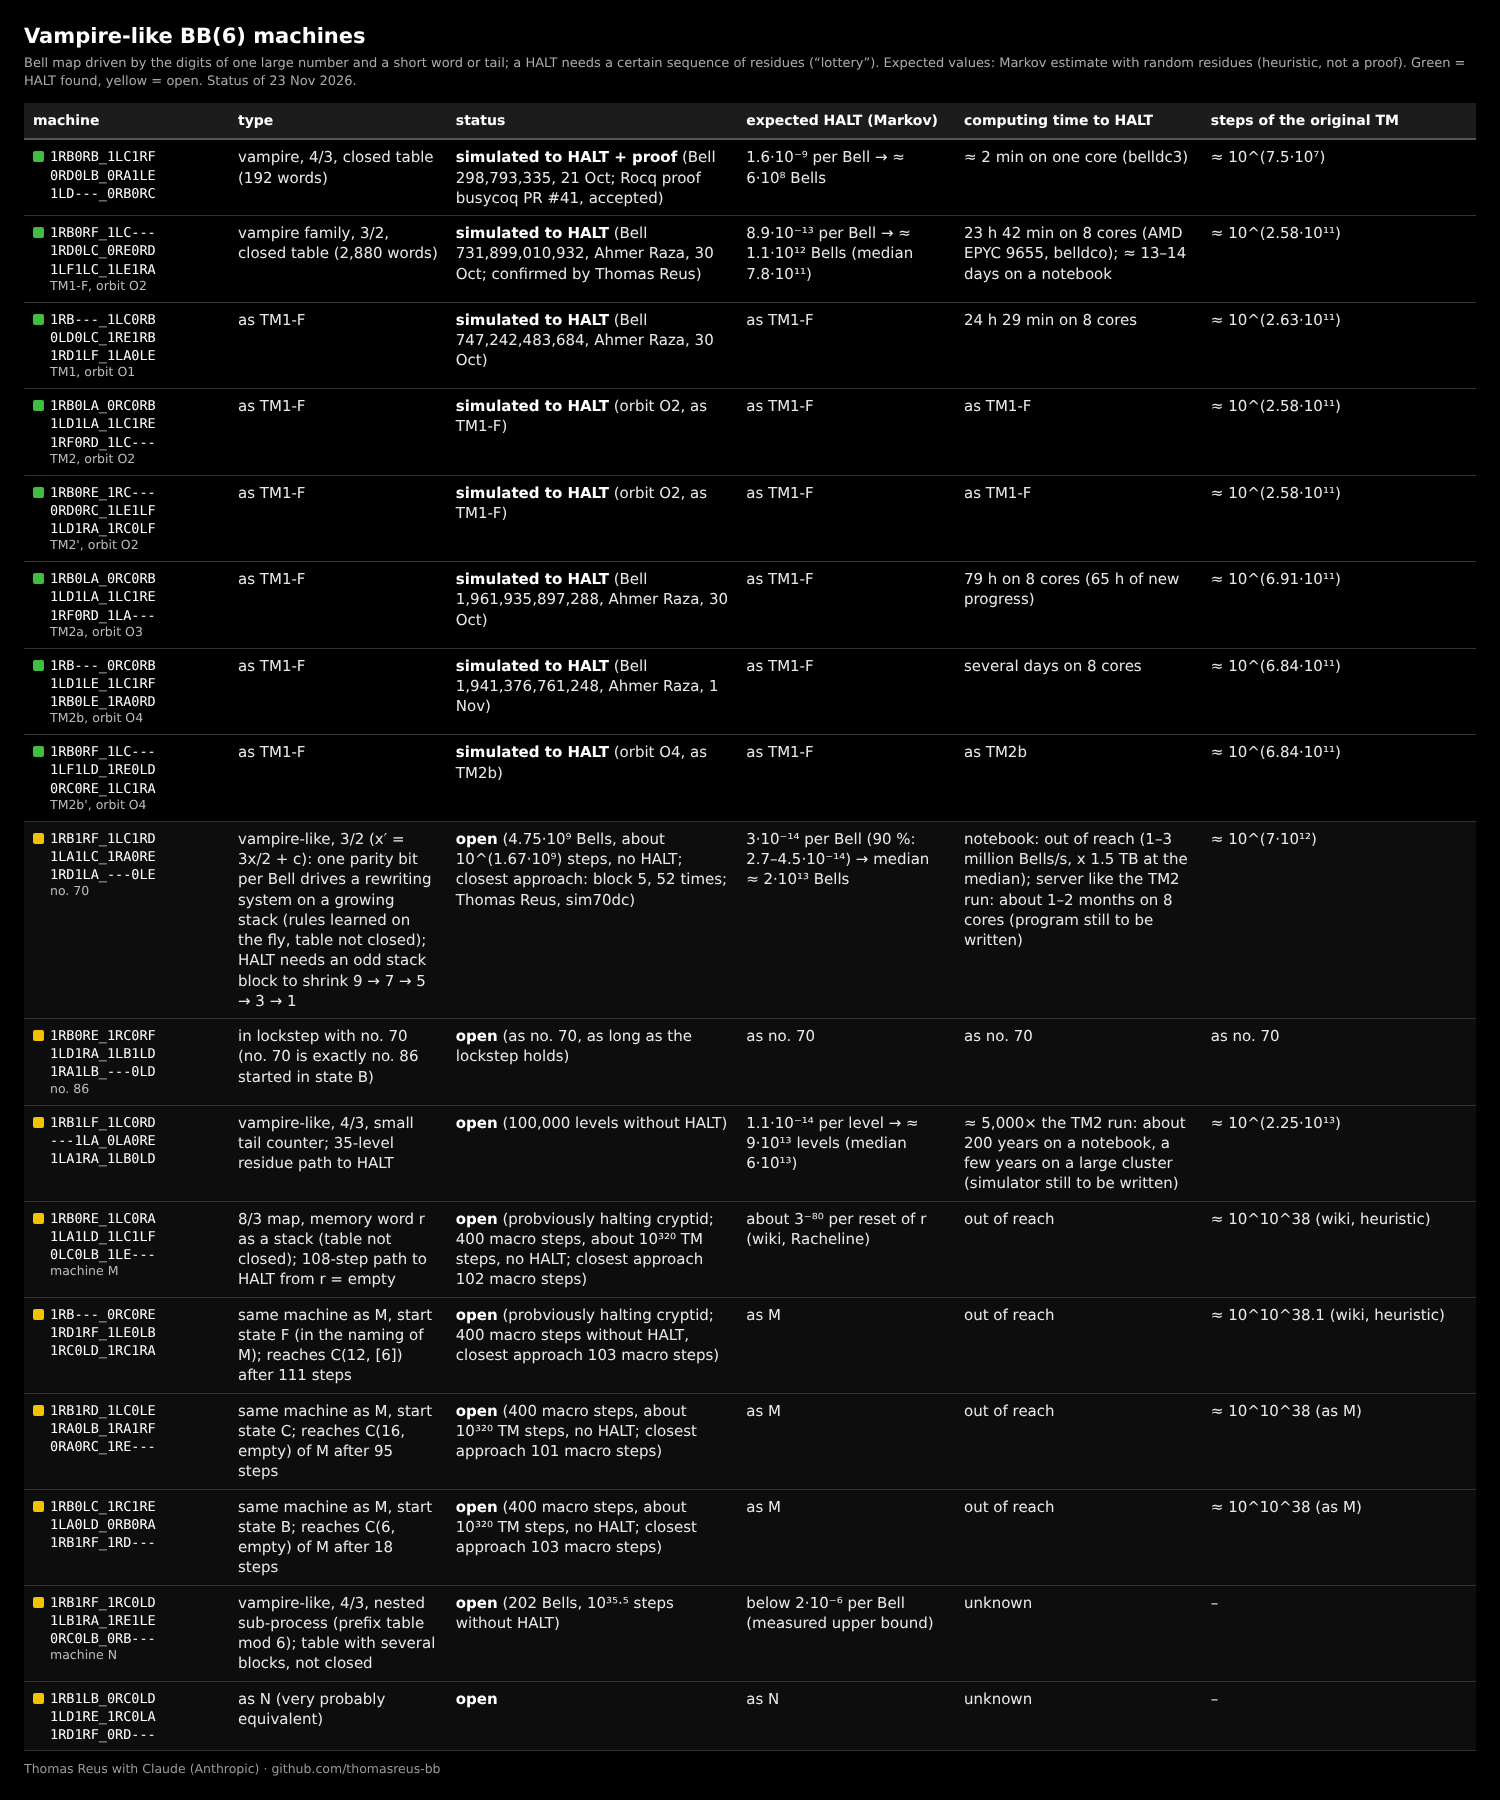 Vampire-like BB(6) machines
Bell map driven by the digits of one large number and a short word or tail; a HALT needs a certain sequence of residues (“lottery”). Expected values: Markov estimate with random residues (heuristic, not a proof). Green =
HALT found, yellow = open. Status of 23 Nov 2026.
machine type status expected HALT (Markov) computing time to HALT steps of the original TM
1RB0RB_1LC1RF
0RD0LB_0RA1LE
1LD---_0RB0RC
vampire, 4/3, closed table
(192 words)
simulated to HALT + proof (Bell
298,793,335, 21 Oct; Rocq proof
busycoq PR #41, accepted)
1.6·10⁻⁹ per Bell → ≈
6·10⁸ Bells
≈ 2 min on one core (belldc3)
≈ 10^(7.5·10⁷)
1RB0RF_1LC---
1RD0LC_0RE0RD
1LF1LC_1LE1RA
TM1-F, orbit O2
vampire family, 3/2,
closed table (2,880 words)
simulated to HALT (Bell
731,899,010,932, Ahmer Raza, 30
Oct; confirmed by Thomas Reus)
8.9·10⁻¹³ per Bell → ≈
1.1·10¹² Bells (median
7.8·10¹¹)
23 h 42 min on 8 cores (AMD
EPYC 9655, belldco); ≈ 13–14
days on a notebook
≈ 10^(2.58·10¹¹)
1RB---_1LC0RB
0LD0LC_1RE1RB
1RD1LF_1LA0LE
TM1, orbit O1
as TM1-F
simulated to HALT (Bell
747,242,483,684, Ahmer Raza, 30
Oct)
as TM1-F
24 h 29 min on 8 cores
≈ 10^(2.63·10¹¹)
1RB0LA_0RC0RB
1LD1LA_1LC1RE
1RF0RD_1LC---
TM2, orbit O2
as TM1-F
simulated to HALT (orbit O2, as
TM1-F)
as TM1-F
as TM1-F
≈ 10^(2.58·10¹¹)
1RB0RE_1RC---
0RD0RC_1LE1LF
1LD1RA_1RC0LF
TM2', orbit O2
as TM1-F
simulated to HALT (orbit O2, as
TM1-F)
as TM1-F
as TM1-F
≈ 10^(2.58·10¹¹)
1RB0LA_0RC0RB
1LD1LA_1LC1RE
1RF0RD_1LA---
TM2a, orbit O3
as TM1-F
simulated to HALT (Bell
1,961,935,897,288, Ahmer Raza, 30
Oct)
as TM1-F
79 h on 8 cores (65 h of new
progress)
≈ 10^(6.91·10¹¹)
1RB---_0RC0RB
1LD1LE_1LC1RF
1RB0LE_1RA0RD
TM2b, orbit O4
as TM1-F
simulated to HALT (Bell
1,941,376,761,248, Ahmer Raza, 1
Nov)
as TM1-F
several days on 8 cores
≈ 10^(6.84·10¹¹)
1RB0RF_1LC---
1LF1LD_1RE0LD
0RC0RE_1LC1RA
TM2b', orbit O4
as TM1-F
simulated to HALT (orbit O4, as
TM2b)
as TM1-F
as TM2b
≈ 10^(6.84·10¹¹)
1RB1RF_1LC1RD
1LA1LC_1RA0RE
1RD1LA_---0LE
no. 70
vampire-like, 3/2 (x′ =
3x/2 + c): one parity bit
per Bell drives a rewriting
system on a growing
stack (rules learned on
the fly, table not closed);
HALT needs an odd stack
block to shrink 9 → 7 → 5
→ 3 → 1
open (4.75·10⁹ Bells, about
10^(1.67·10⁹) steps, no HALT;
closest approach: block 5, 52 times;
Thomas Reus, sim70dc)
3·10⁻¹⁴ per Bell (90 %:
2.7–4.5·10⁻¹⁴) → median
≈ 2·10¹³ Bells
notebook: out of reach (1–3
million Bells/s, x 1.5 TB at the
median); server like the TM2
run: about 1–2 months on 8
cores (program still to be
written)
≈ 10^(7·10¹²)
1RB0RE_1RC0RF
1LD1RA_1LB1LD
1RA1LB_---0LD
no. 86
in lockstep with no. 70
(no. 70 is exactly no. 86
started in state B)
open (as no. 70, as long as the
lockstep holds)
as no. 70
as no. 70
as no. 70
1RB1LF_1LC0RD
---1LA_0LA0RE
1LA1RA_1LB0LD
vampire-like, 4/3, small
tail counter; 35-level
residue path to HALT
open (100,000 levels without HALT)
1.1·10⁻¹⁴ per level → ≈
9·10¹³ levels (median
6·10¹³)
≈ 5,000× the TM2 run: about
200 years on a notebook, a
few years on a large cluster
(simulator still to be written)
≈ 10^(2.25·10¹³)
1RB0RE_1LC0RA
1LA1LD_1LC1LF
0LC0LB_1LE---
machine M
8/3 map, memory word r
as a stack (table not
closed); 108-step path to
HALT from r = empty
open (probviously halting cryptid;
400 macro steps, about 10³²⁰ TM
steps, no HALT; closest approach
102 macro steps)
about 3⁻⁸⁰ per reset of r
(wiki, Racheline)
out of reach
≈ 10^10^38 (wiki, heuristic)
1RB---_0RC0RE
1RD1RF_1LE0LB
1RC0LD_1RC1RA
same machine as M, start
state F (in the naming of
M); reaches C(12, [6])
after 111 steps
open (probviously halting cryptid;
400 macro steps without HALT,
closest approach 103 macro steps)
as M
out of reach
≈ 10^10^38.1 (wiki, heuristic)
1RB1RD_1LC0LE
1RA0LB_1RA1RF
0RA0RC_1RE---
same machine as M, start
state C; reaches C(16,
empty) of M after 95
steps
open (400 macro steps, about
10³²⁰ TM steps, no HALT; closest
approach 101 macro steps)
as M
out of reach
≈ 10^10^38 (as M)
1RB0LC_1RC1RE
1LA0LD_0RB0RA
1RB1RF_1RD---
same machine as M, start
state B; reaches C(6,
empty) of M after 18
steps
open (400 macro steps, about
10³²⁰ TM steps, no HALT; closest
approach 103 macro steps)
as M
out of reach
≈ 10^10^38 (as M)
1RB1RF_1RC0LD
1LB1RA_1RE1LE
0RC0LB_0RB---
machine N
vampire-like, 4/3, nested
sub-process (prefix table
mod 6); table with several
blocks, not closed
open (202 Bells, 10³⁵·⁵ steps
without HALT)
below 2·10⁻⁶ per Bell
(measured upper bound)
unknown
–
1RB1LB_0RC0LD
1LD1RE_1RC0LA
1RD1RF_0RD---
as N (very probably
equivalent)
open
as N
unknown
–
Thomas Reus with Claude (Anthropic) · github.com/thomasreus-bb